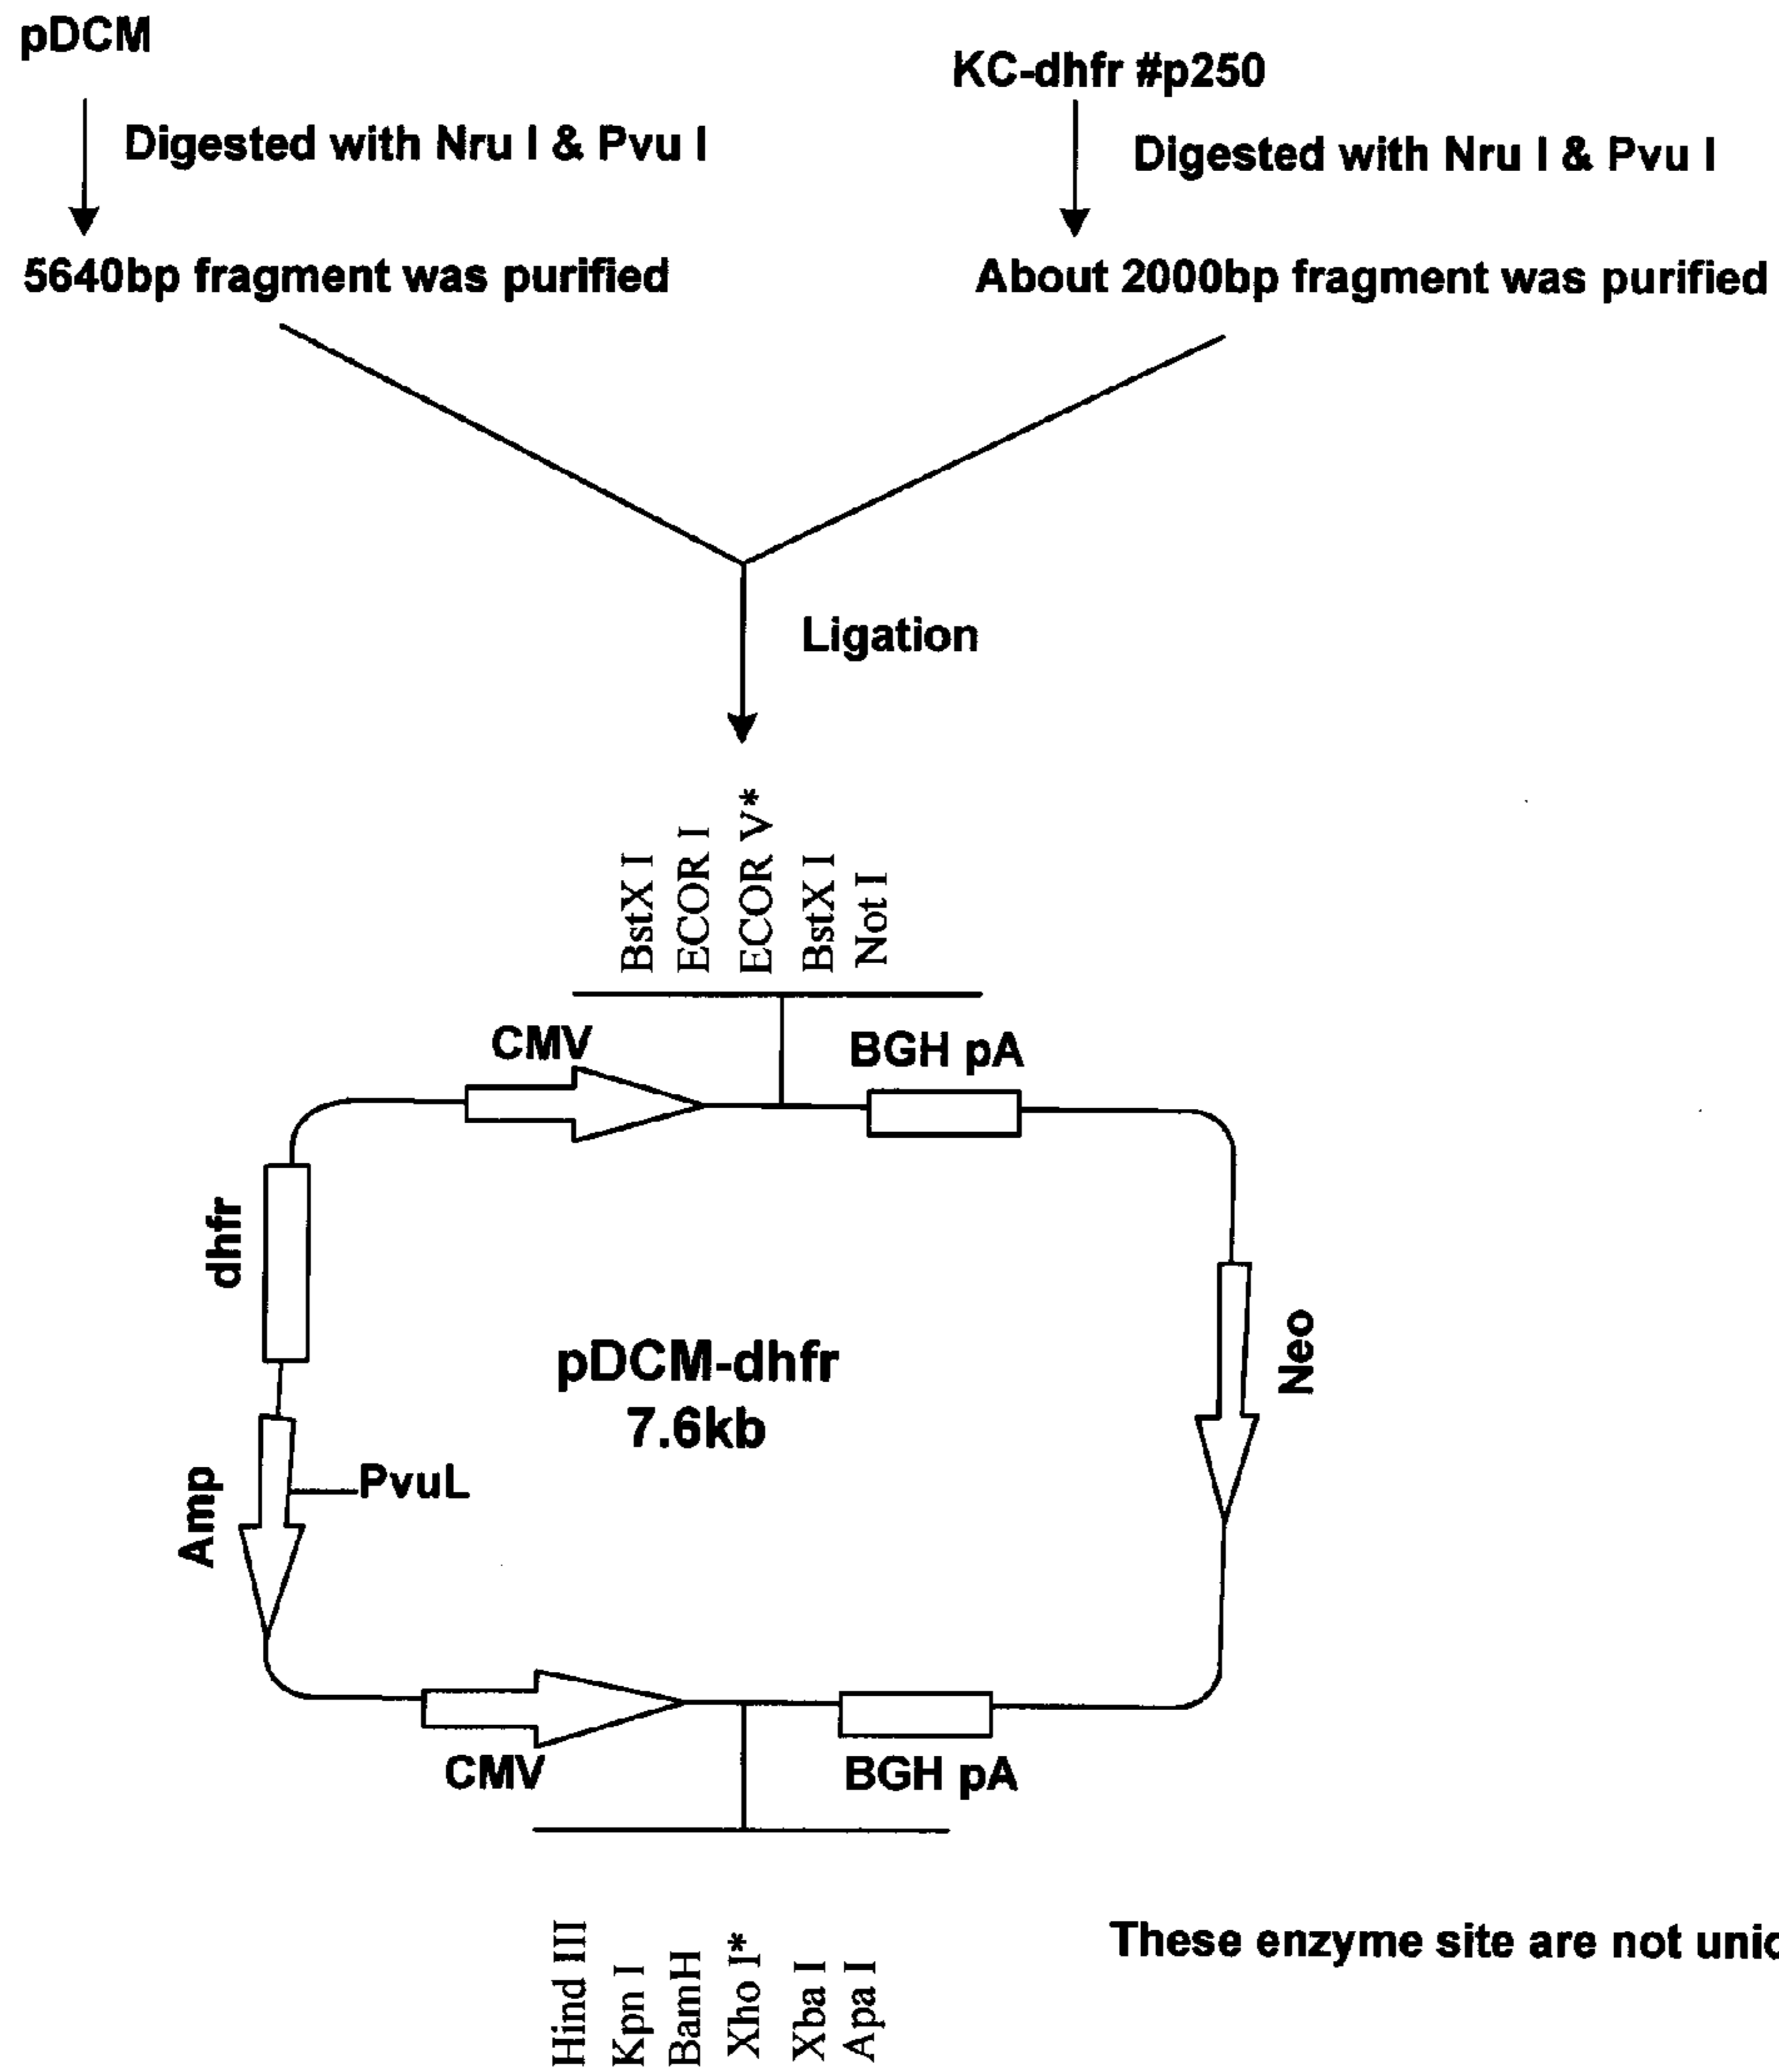 pDCM
KC-dhfr #p250
Digested with Nru I & Pvu I
Digested with Nru I & Pvu I
5640bp fragment was purified
About 2000bp fragment was purified
Ligation
BstX I
ECOR I
ECOR V*
BstX I
Not I
CMV
BGH pA
dhfr
Neo
pDCM-dhfr
7.6kb
Amp
PvuL
CMV
BGH pA
Hind III
Kpn I
BamH
Xho I*
Xba I
Apa I
These enzyme site are not